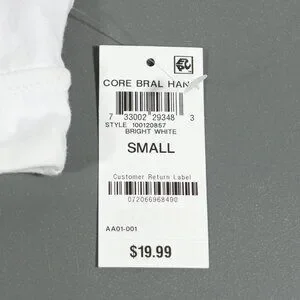 CORE BRAL HAN
7 33002 29348 3
STYLE 100120857
BRIGHT WHITE
SMALL
Customer Return Label
072066968490
AA01-001
$19.99